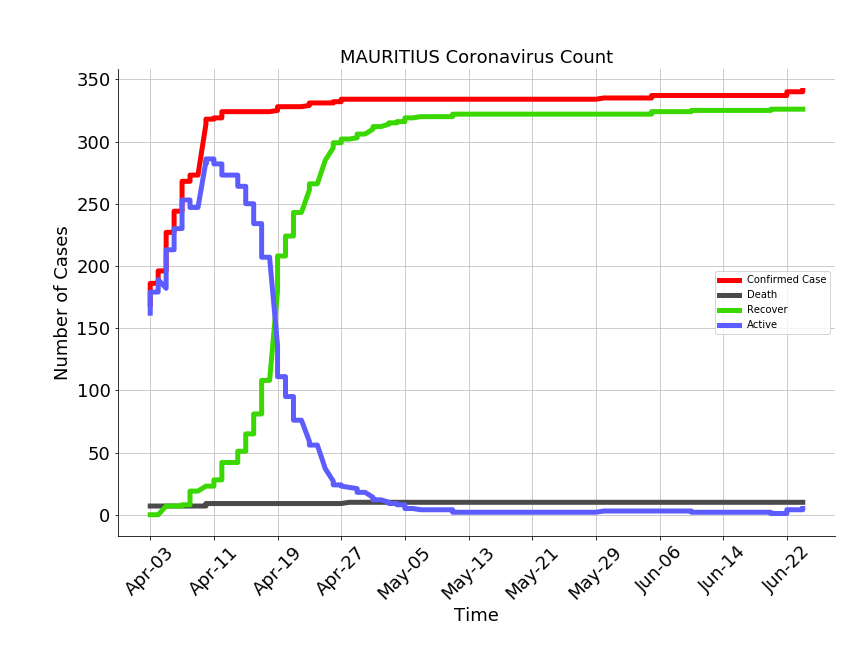 MAURITIUS Coronavirus Count
Number of Cases
350
300
250
200
150
100
50
0
Confirmed Case
Death
Recover
Active
Apr-03
Apr-11
Apr-19
Apr-27
May-05
May-13
May-21
May-29
Jun-06
Jun-14
Jun-22
Time